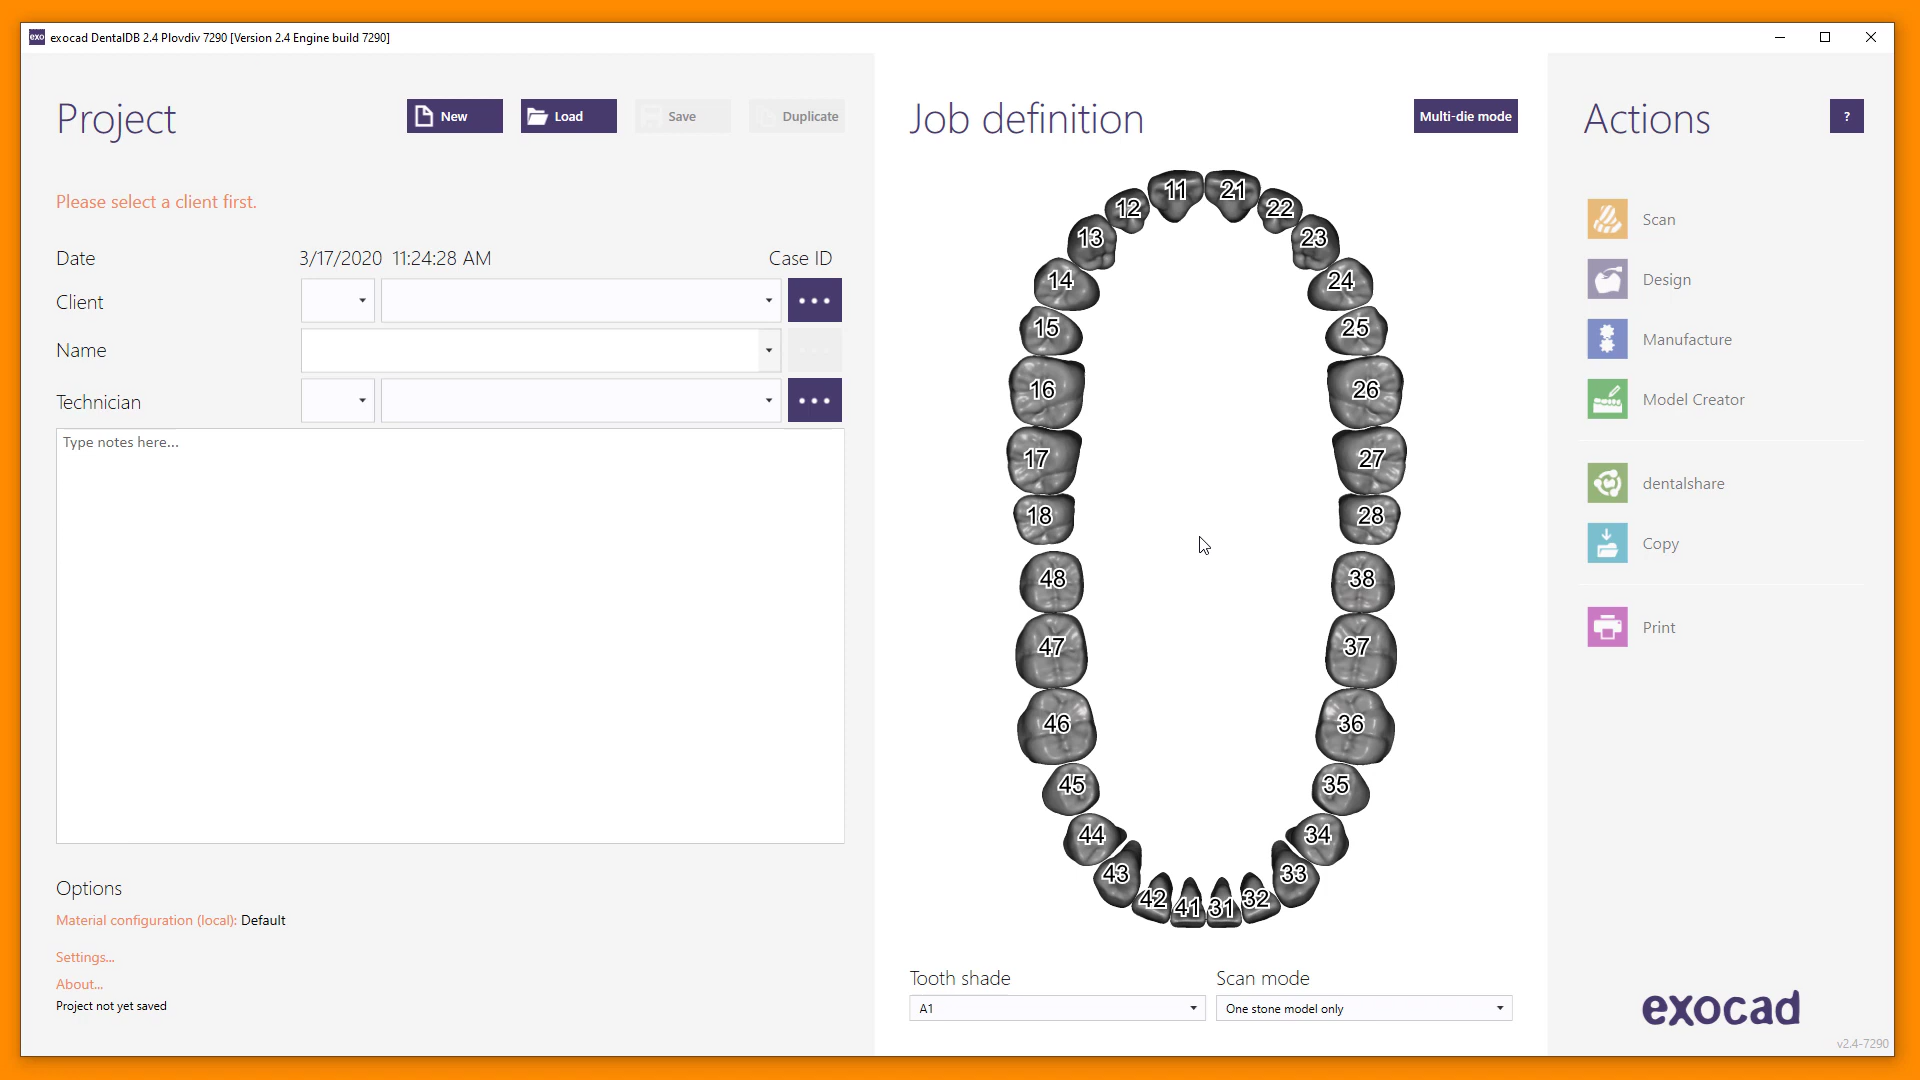 exo exocad DentalDB 2.4 Plovdiv 7290 [Version 2.4 Engine build 7290]
Project
New
Load
Save
Duplicate
Please select a client first.
Date 3/17/2020 11:24:28 AM Case ID
Client
Name
Technician
Type notes here...
Options
Material configuration (local): Default
Settings...
About...
Project not yet saved
Job definition
Multi-die mode
11 21
12 22
13 23
14 24
15 25
16 26
17 27
18 28
48 38
47 37
46 36
45 35
44 34
43 33
42 41 31 32
Tooth shade
A1
Scan mode
One stone model only
Actions
?
Scan
Design
Manufacture
Model Creator
dentalshare
Copy
Print
exocad
v2.4-7290